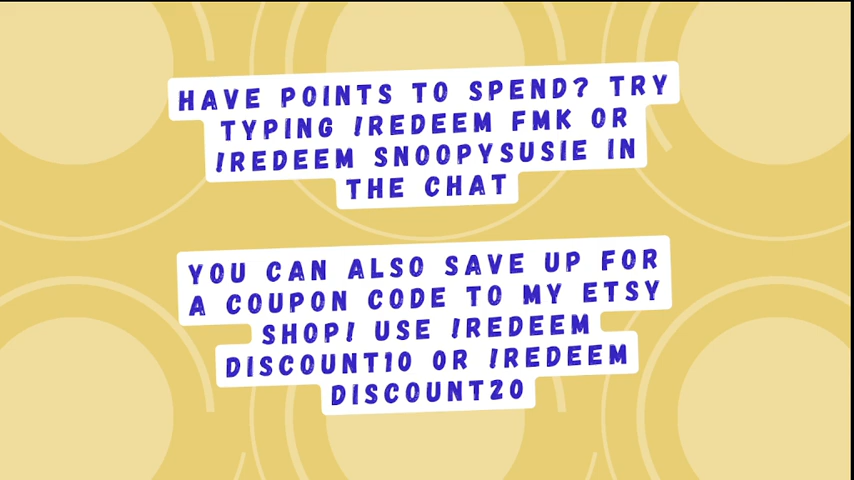 HAVE POINTS TO SPEND? TRY
TYPING !REDEEM FMK OR
!REDEEM SNOOPYSUSIE IN
THE CHAT
YOU CAN ALSO SAVE UP FOR
A COUPON CODE TO MY ETSY
SHOP! USE !REDEEM
DISCOUNT10 OR !REDEEM
DISCOUNT20